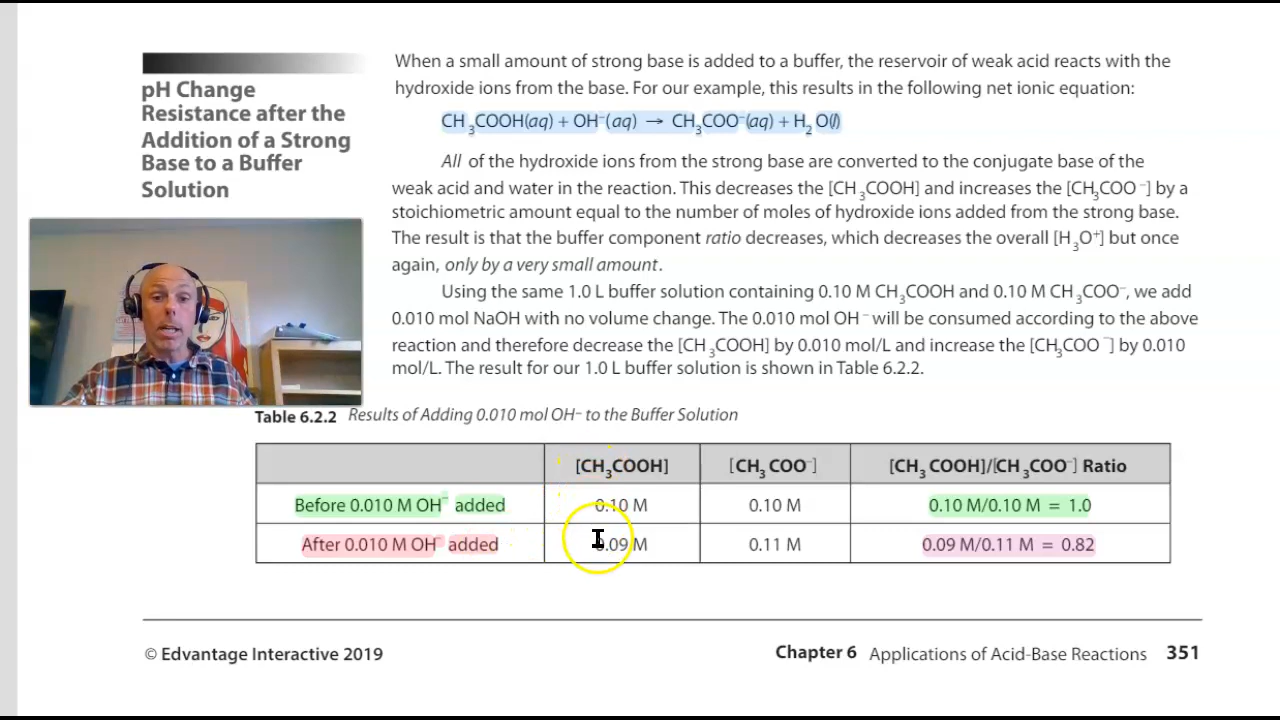 When a small amount of strong base is added to a buffer, the reservoir of weak acid reacts with the
hydroxide ions from the base. For our example, this results in the following net ionic equation:
CH₃COOH(aq) + OH⁻(aq) → CH₃COO⁻(aq) + H₂O(l)
pH Change
Resistance after the
Addition of a Strong
Base to a Buffer
Solution
All of the hydroxide ions from the strong base are converted to the conjugate base of the
weak acid and water in the reaction. This decreases the [CH₃COOH] and increases the [CH₃COO⁻] by a
stoichiometric amount equal to the number of moles of hydroxide ions added from the strong base.
The result is that the buffer component ratio decreases, which decreases the overall [H₃O⁺] but once
again, only by a very small amount.
Using the same 1.0 L buffer solution containing 0.10 M CH₃COOH and 0.10 M CH₃COO⁻, we add
0.010 mol NaOH with no volume change. The 0.010 mol OH⁻ will be consumed according to the above
reaction and therefore decrease the [CH₃COOH] by 0.010 mol/L and increase the [CH₃COO⁻] by 0.010
mol/L. The result for our 1.0 L buffer solution is shown in Table 6.2.2.
Table 6.2.2 Results of Adding 0.010 mol OH⁻ to the Buffer Solution
[CH₃COOH] [CH₃COO⁻] [CH₃COOH]/[CH₃COO⁻] Ratio
Before 0.010 M OH⁻ added 0.10 M 0.10 M 0.10 M/0.10 M = 1.0
After 0.010 M OH⁻ added 0.09 M 0.11 M 0.09 M/0.11 M = 0.82
© Edvantage Interactive 2019 Chapter 6 Applications of Acid-Base Reactions 351